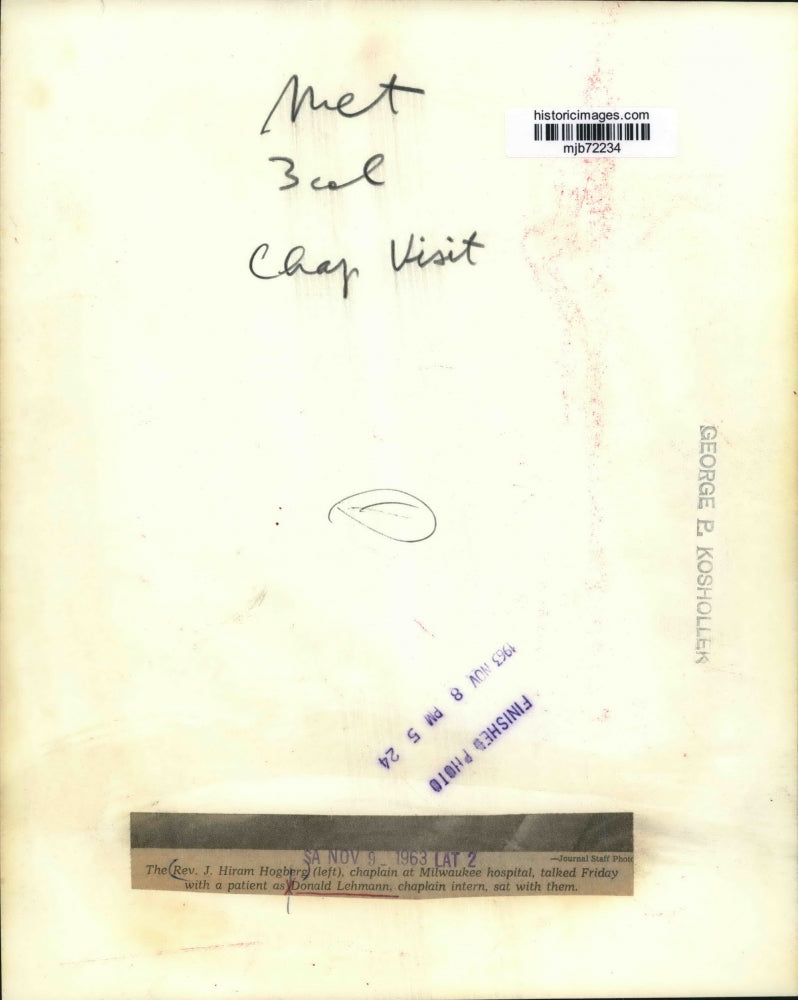 Met
3 col
Chap Visit
historicimages.com
mjb72234
GEORGE P. KOSHOLLEK
1963 NOV 8 PM 5 24
FINISHED PHOTO
SA NOV 9 1963 LAT 2
—Journal Staff Photo
The Rev. J. Hiram Hogberg (left), chaplain at Milwaukee hospital, talked Friday
with a patient as Donald Lehmann, chaplain intern, sat with them.